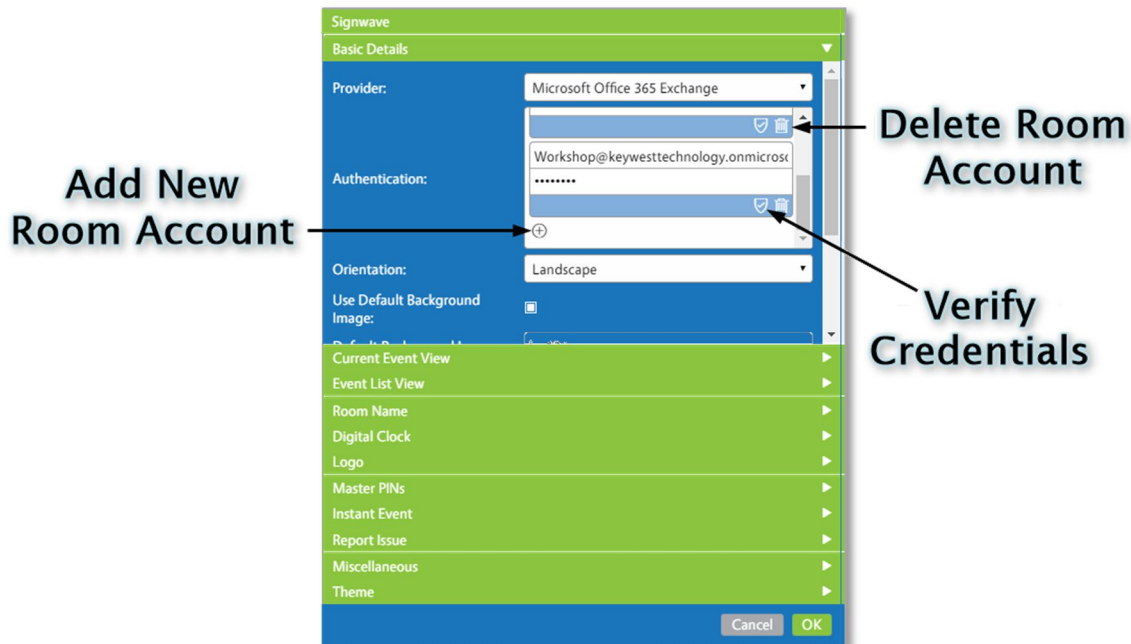 Signwave
Basic Details
Provider:
Microsoft Office 365 Exchange
Delete Room
Account
Workshop@keywesttechnology.onmicrosc
Authentication:
••••••••
Add New
Room Account
Orientation:
Landscape
Use Default Background
Image:
Verify
Credentials
Current Event View
Event List View
Room Name
Digital Clock
Logo
Master PINs
Instant Event
Report Issue
Miscellaneous
Theme
Cancel
OK